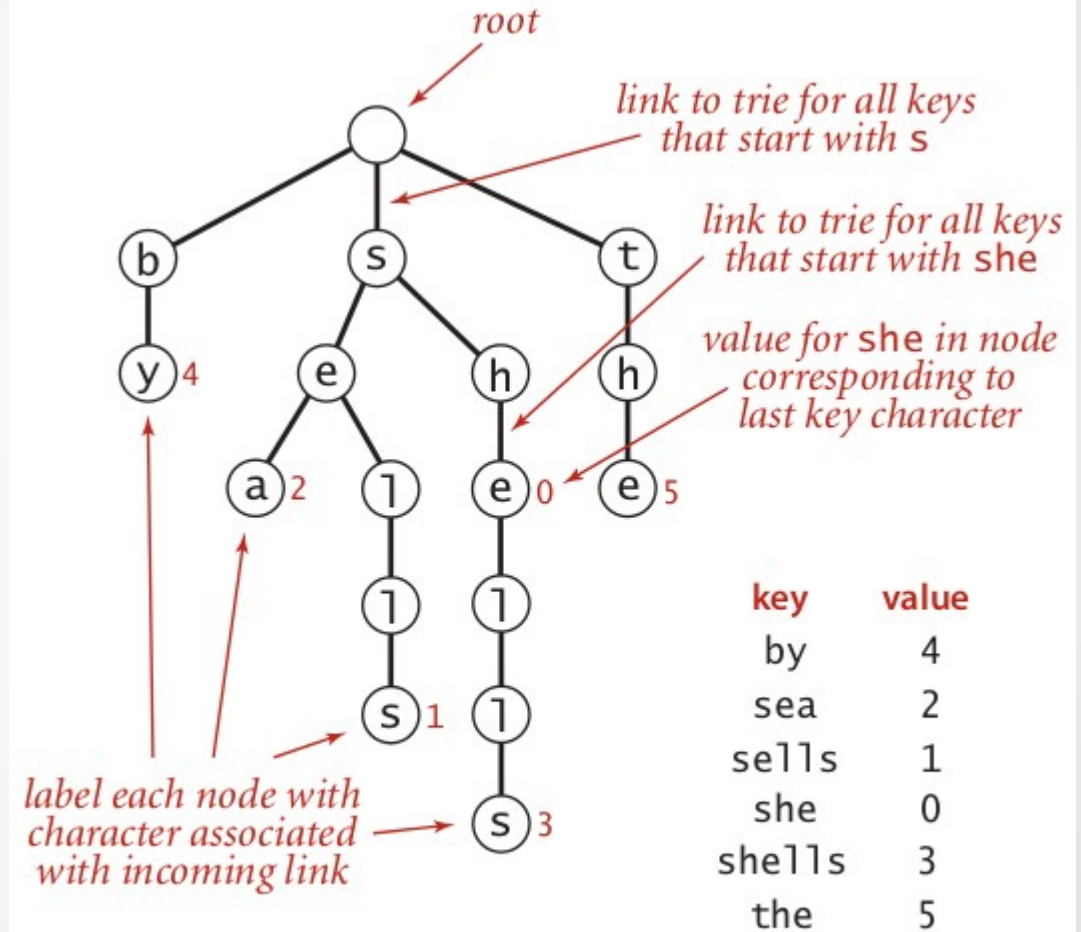 root
link to trie for all keys
that start with s
link to trie for all keys
that start with she
b
s
t
value for she in node
corresponding to
last key character
y 4
e
h
h
a 2
l
e 0
e 5
l
l
s 1
l
s 3
label each node with
character associated
with incoming link
key value
by 4
sea 2
sells 1
she 0
shells 3
the 5